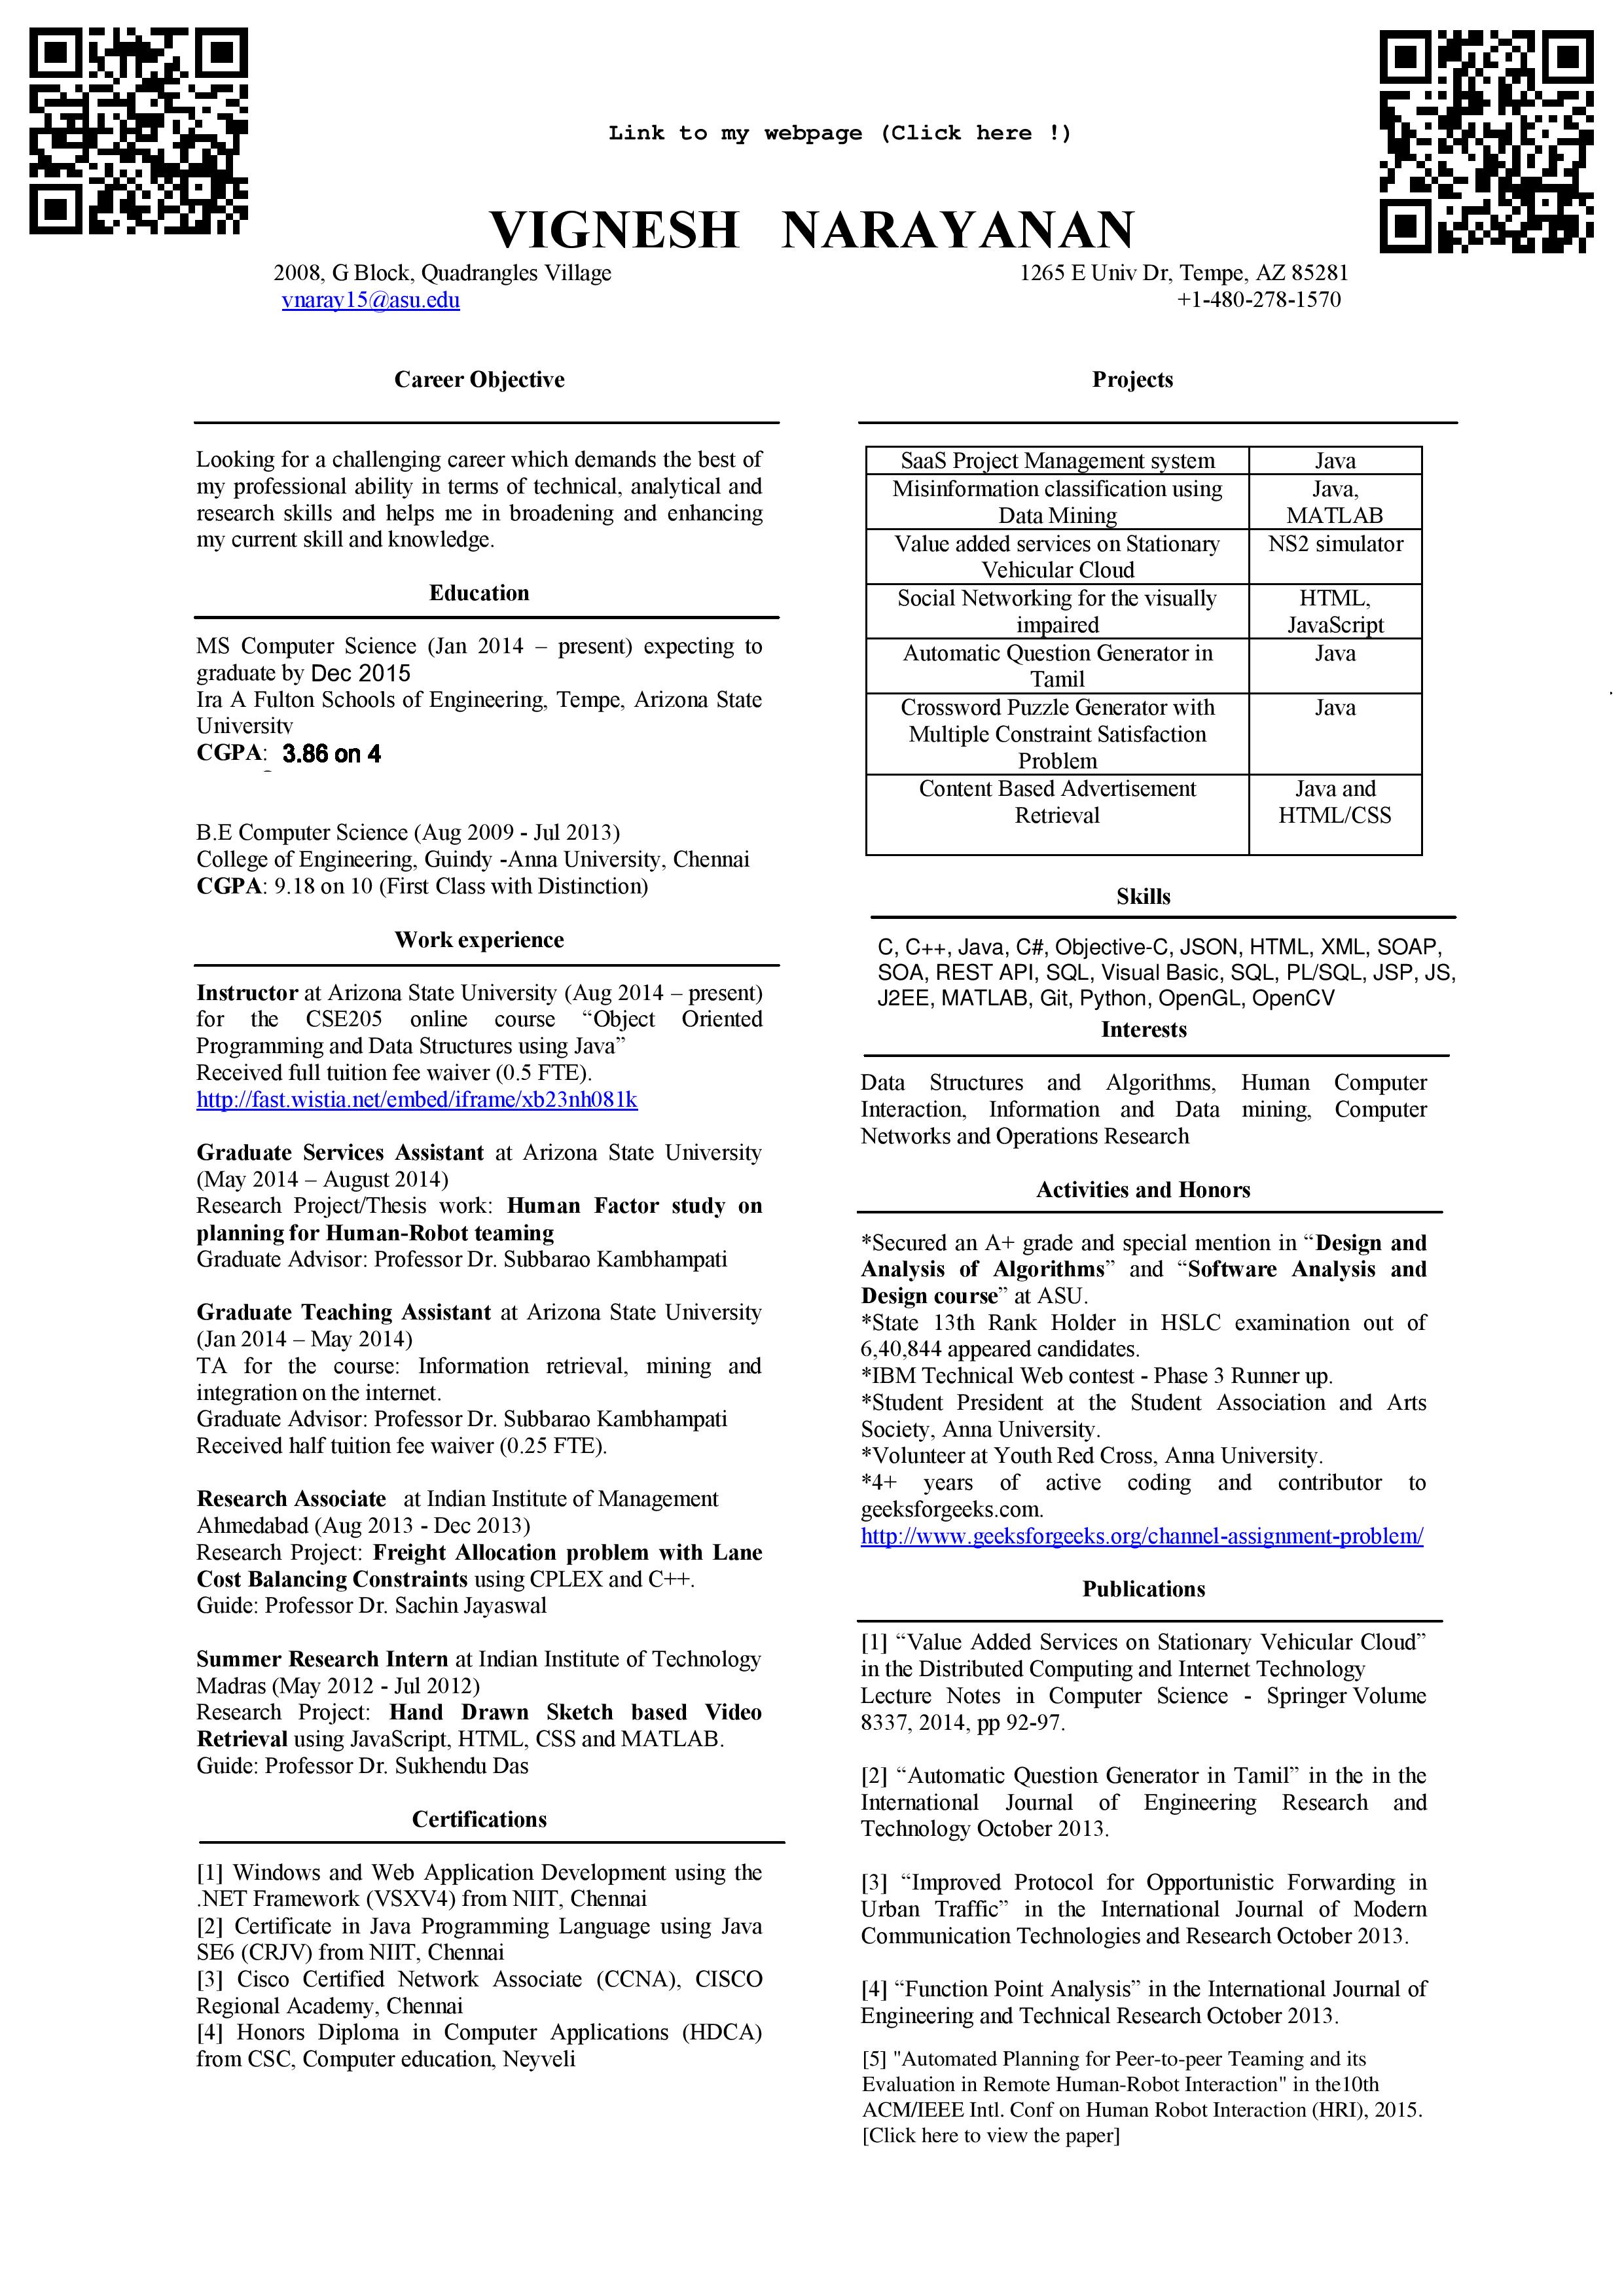 Link to my webpage (Click here !)
VIGNESH NARAYANAN
2008, G Block, Quadrangles Village
1265 E Univ Dr, Tempe, AZ 85281
vnaray15@asu.edu
+1-480-278-1570
Career Objective
Looking for a challenging career which demands the best of
my professional ability in terms of technical, analytical and
research skills and helps me in broadening and enhancing
my current skill and knowledge.
Education
MS Computer Science (Jan 2014 – present) expecting to
graduate by Dec 2015
Ira A Fulton Schools of Engineering, Tempe, Arizona State
University
CGPA: 3.86 on 4
B.E Computer Science (Aug 2009 - Jul 2013)
College of Engineering, Guindy -Anna University, Chennai
CGPA: 9.18 on 10 (First Class with Distinction)
Work experience
Instructor at Arizona State University (Aug 2014 – present)
for the CSE205 online course “Object Oriented
Programming and Data Structures using Java”
Received full tuition fee waiver (0.5 FTE).
http://fast.wistia.net/embed/iframe/xb23nh081k
Graduate Services Assistant at Arizona State University
(May 2014 – August 2014)
Research Project/Thesis work: Human Factor study on
planning for Human-Robot teaming
Graduate Advisor: Professor Dr. Subbarao Kambhampati
Graduate Teaching Assistant at Arizona State University
(Jan 2014 – May 2014)
TA for the course: Information retrieval, mining and
integration on the internet.
Graduate Advisor: Professor Dr. Subbarao Kambhampati
Received half tuition fee waiver (0.25 FTE).
Research Associate at Indian Institute of Management
Ahmedabad (Aug 2013 - Dec 2013)
Research Project: Freight Allocation problem with Lane
Cost Balancing Constraints using CPLEX and C++.
Guide: Professor Dr. Sachin Jayaswal
Summer Research Intern at Indian Institute of Technology
Madras (May 2012 - Jul 2012)
Research Project: Hand Drawn Sketch based Video
Retrieval using JavaScript, HTML, CSS and MATLAB.
Guide: Professor Dr. Sukhendu Das
Certifications
[1] Windows and Web Application Development using the
.NET Framework (VSXV4) from NIIT, Chennai
[2] Certificate in Java Programming Language using Java
SE6 (CRJV) from NIIT, Chennai
[3] Cisco Certified Network Associate (CCNA), CISCO
Regional Academy, Chennai
[4] Honors Diploma in Computer Applications (HDCA)
from CSC, Computer education, Neyveli
Projects
SaaS Project Management system Java
Misinformation classification using Java,
Data Mining MATLAB
Value added services on Stationary NS2 simulator
Vehicular Cloud
Social Networking for the visually HTML,
impaired JavaScript
Automatic Question Generator in Java
Tamil
Crossword Puzzle Generator with Java
Multiple Constraint Satisfaction
Problem
Content Based Advertisement Java and
Retrieval HTML/CSS
Skills
C, C++, Java, C#, Objective-C, JSON, HTML, XML, SOAP,
SOA, REST API, SQL, Visual Basic, SQL, PL/SQL, JSP, JS,
J2EE, MATLAB, Git, Python, OpenGL, OpenCV
Interests
Data Structures and Algorithms, Human Computer
Interaction, Information and Data mining, Computer
Networks and Operations Research
Activities and Honors
*Secured an A+ grade and special mention in “Design and
Analysis of Algorithms” and “Software Analysis and
Design course” at ASU.
*State 13th Rank Holder in HSLC examination out of
6,40,844 appeared candidates.
*IBM Technical Web contest - Phase 3 Runner up.
*Student President at the Student Association and Arts
Society, Anna University.
*Volunteer at Youth Red Cross, Anna University.
*4+ years of active coding and contributor to
geeksforgeeks.com.
http://www.geeksforgeeks.org/channel-assignment-problem/
Publications
[1] “Value Added Services on Stationary Vehicular Cloud”
in the Distributed Computing and Internet Technology
Lecture Notes in Computer Science - Springer Volume
8337, 2014, pp 92-97.
[2] “Automatic Question Generator in Tamil” in the in the
International Journal of Engineering Research and
Technology October 2013.
[3] “Improved Protocol for Opportunistic Forwarding in
Urban Traffic” in the International Journal of Modern
Communication Technologies and Research October 2013.
[4] “Function Point Analysis” in the International Journal of
Engineering and Technical Research October 2013.
[5] "Automated Planning for Peer-to-peer Teaming and its
Evaluation in Remote Human-Robot Interaction" in the10th
ACM/IEEE Intl. Conf on Human Robot Interaction (HRI), 2015.
[Click here to view the paper]